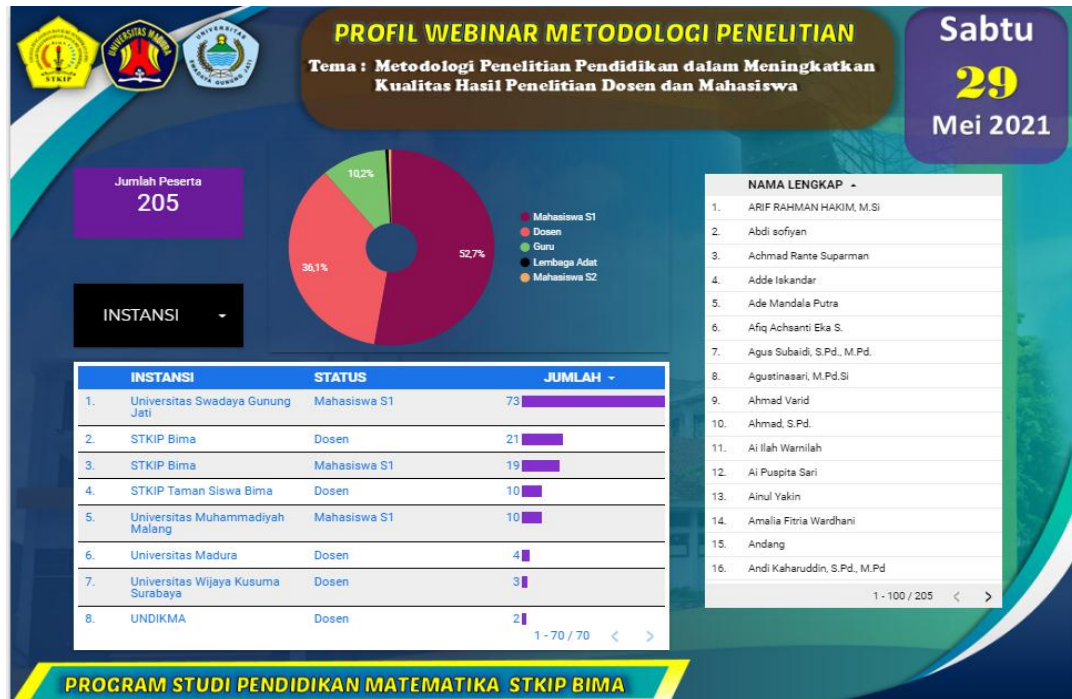 STKIP
UNIVERSITAS MADURA
UNIVERSITAS
SWADAYA GUNUNG JATI
PROFIL WEBINAR METODOLOGI PENELITIAN
Tema : Metodologi Penelitian Pendidikan dalam Meningkatkan
Kualitas Hasil Penelitian Dosen dan Mahasiswa
Sabtu
29
Mei 2021
Jumlah Peserta
205
INSTANSI
10,2%
36,1%
52,7%
Mahasiswa S1
Dosen
Guru
Lembaga Adat
Mahasiswa S2
INSTANSI STATUS JUMLAH
1. Universitas Swadaya Gunung Mahasiswa S1 73
Jati
2. STKIP Bima Dosen 21
3. STKIP Bima Mahasiswa S1 19
4. STKIP Taman Siswa Bima Dosen 10
5. Universitas Muhammadiyah Mahasiswa S1 10
Malang
6. Universitas Madura Dosen 4
7. Universitas Wijaya Kusuma Dosen 3
Surabaya
8. UNDIKMA Dosen 2
1 - 70 / 70 < >
NAMA LENGKAP
1. ARIF RAHMAN HAKIM, M.Si
2. Abdi sofiyan
3. Achmad Rante Suparman
4. Adde Iskandar
5. Ade Mandala Putra
6. Afiq Achsanti Eka S.
7. Agus Subaidi, S.Pd., M.Pd.
8. Agustinasari, M.Pd.Si
9. Ahmad Varid
10. Ahmad, S.Pd.
11. Ai Ilah Warnilah
12. Ai Puspita Sari
13. Ainul Yakin
14. Amalia Fitria Wardhani
15. Andang
16. Andi Kaharuddin, S.Pd., M.Pd
1 - 100 / 205 < >
PROGRAM STUDI PENDIDIKAN MATEMATIKA STKIP BIMA